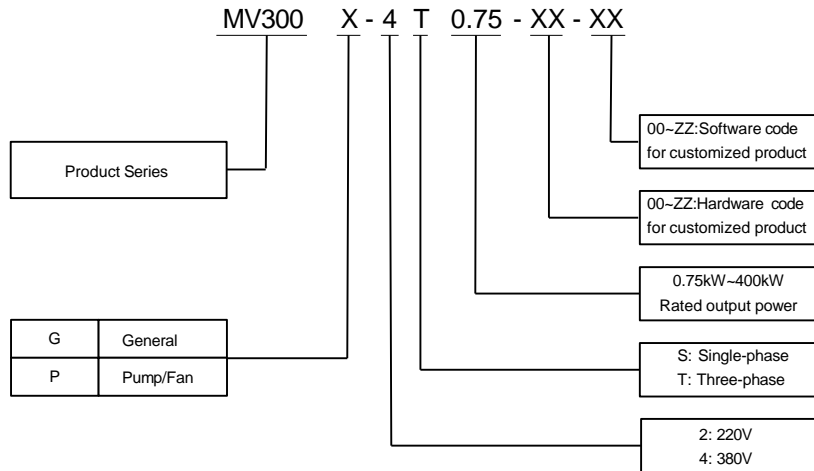 MV300 X - 4 T 0.75 - XX - XX
00~ZZ:Software code
for customized product
Product Series
00~ZZ:Hardware code
for customized product
0.75kW~400kW
Rated output power
G General
P Pump/Fan
S: Single-phase
T: Three-phase
2: 220V
4: 380V